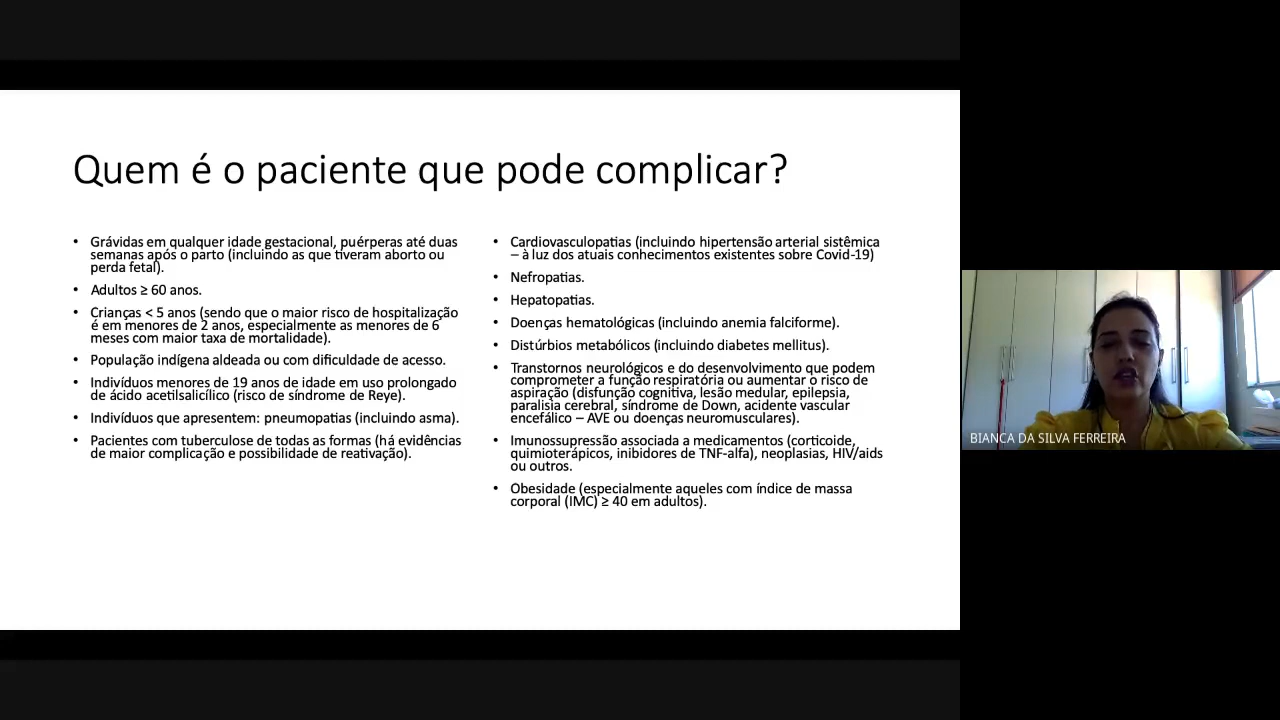 Quem é o paciente que pode complicar?
• Grávidas em qualquer idade gestacional, puérperas até duas
semanas após o parto (incluindo as que tiveram aborto ou
perda fetal).
• Adultos ≥ 60 anos.
• Crianças < 5 anos (sendo que o maior risco de hospitalização
é em menores de 2 anos, especialmente as menores de 6
meses com maior taxa de mortalidade).
• População indígena aldeada ou com dificuldade de acesso.
• Indivíduos menores de 19 anos de idade em uso prolongado
de ácido acetilsalicílico (risco de síndrome de Reye).
• Indivíduos que apresentem: pneumopatias (incluindo asma).
• Pacientes com tuberculose de todas as formas (há evidências
de maior complicação e possibilidade de reativação).
• Cardiovasculopatias (incluindo hipertensão arterial sistêmica
– à luz dos atuais conhecimentos existentes sobre Covid-19)
• Nefropatias.
• Hepatopatias.
• Doenças hematológicas (incluindo anemia falciforme).
• Distúrbios metabólicos (incluindo diabetes mellitus).
• Transtornos neurológicos e do desenvolvimento que podem
comprometer a função respiratória ou aumentar o risco de
aspiração (disfunção cognitiva, lesão medular, epilepsia,
paralisia cerebral, síndrome de Down, acidente vascular
encefálico – AVE ou doenças neuromusculares).
• Imunossupressão associada a medicamentos (corticoide,
quimioterápicos, inibidores de TNF-alfa), neoplasias, HIV/aids
ou outros.
• Obesidade (especialmente aqueles com índice de massa
corporal (IMC) ≥ 40 em adultos).
BIANCA DA SILVA FERREIRA